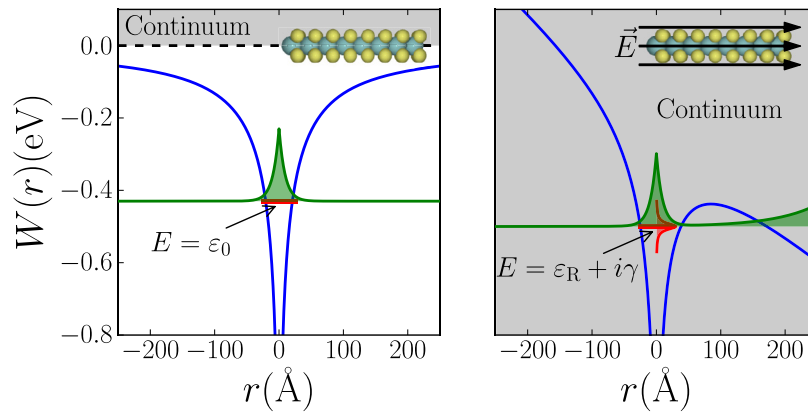 Continuum
0.0
−0.2
−0.4
−0.6
−0.8
W(r)(eV)
E = ε₀
−200 −100 0 100 200
r(Å)
E⃗
Continuum
E = ε_R + iγ
−200 −100 0 100 200
r(Å)